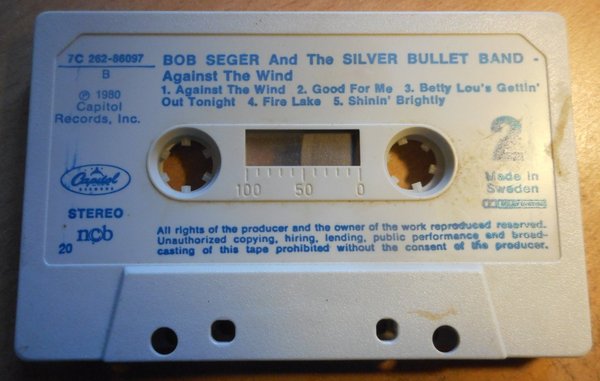 7C 262-86097
B
BOB SEGER And The SILVER BULLET BAND -
Against The Wind
1. Against The Wind 2. Good For Me 3. Betty Lou's Gettin'
Out Tonight 4. Fire Lake 5. Shinin' Brightly
℗ 1980
Capitol
Records, Inc.
2
Capitol
RECORDS
100 50 0
Made in
Sweden
STEREO
20 ncb
All rights of the producer and the owner of the work reproduced reserved.
Unauthorized copying, hiring, lending, public performance and broad-
casting of this tape prohibited without the consent of the producer.